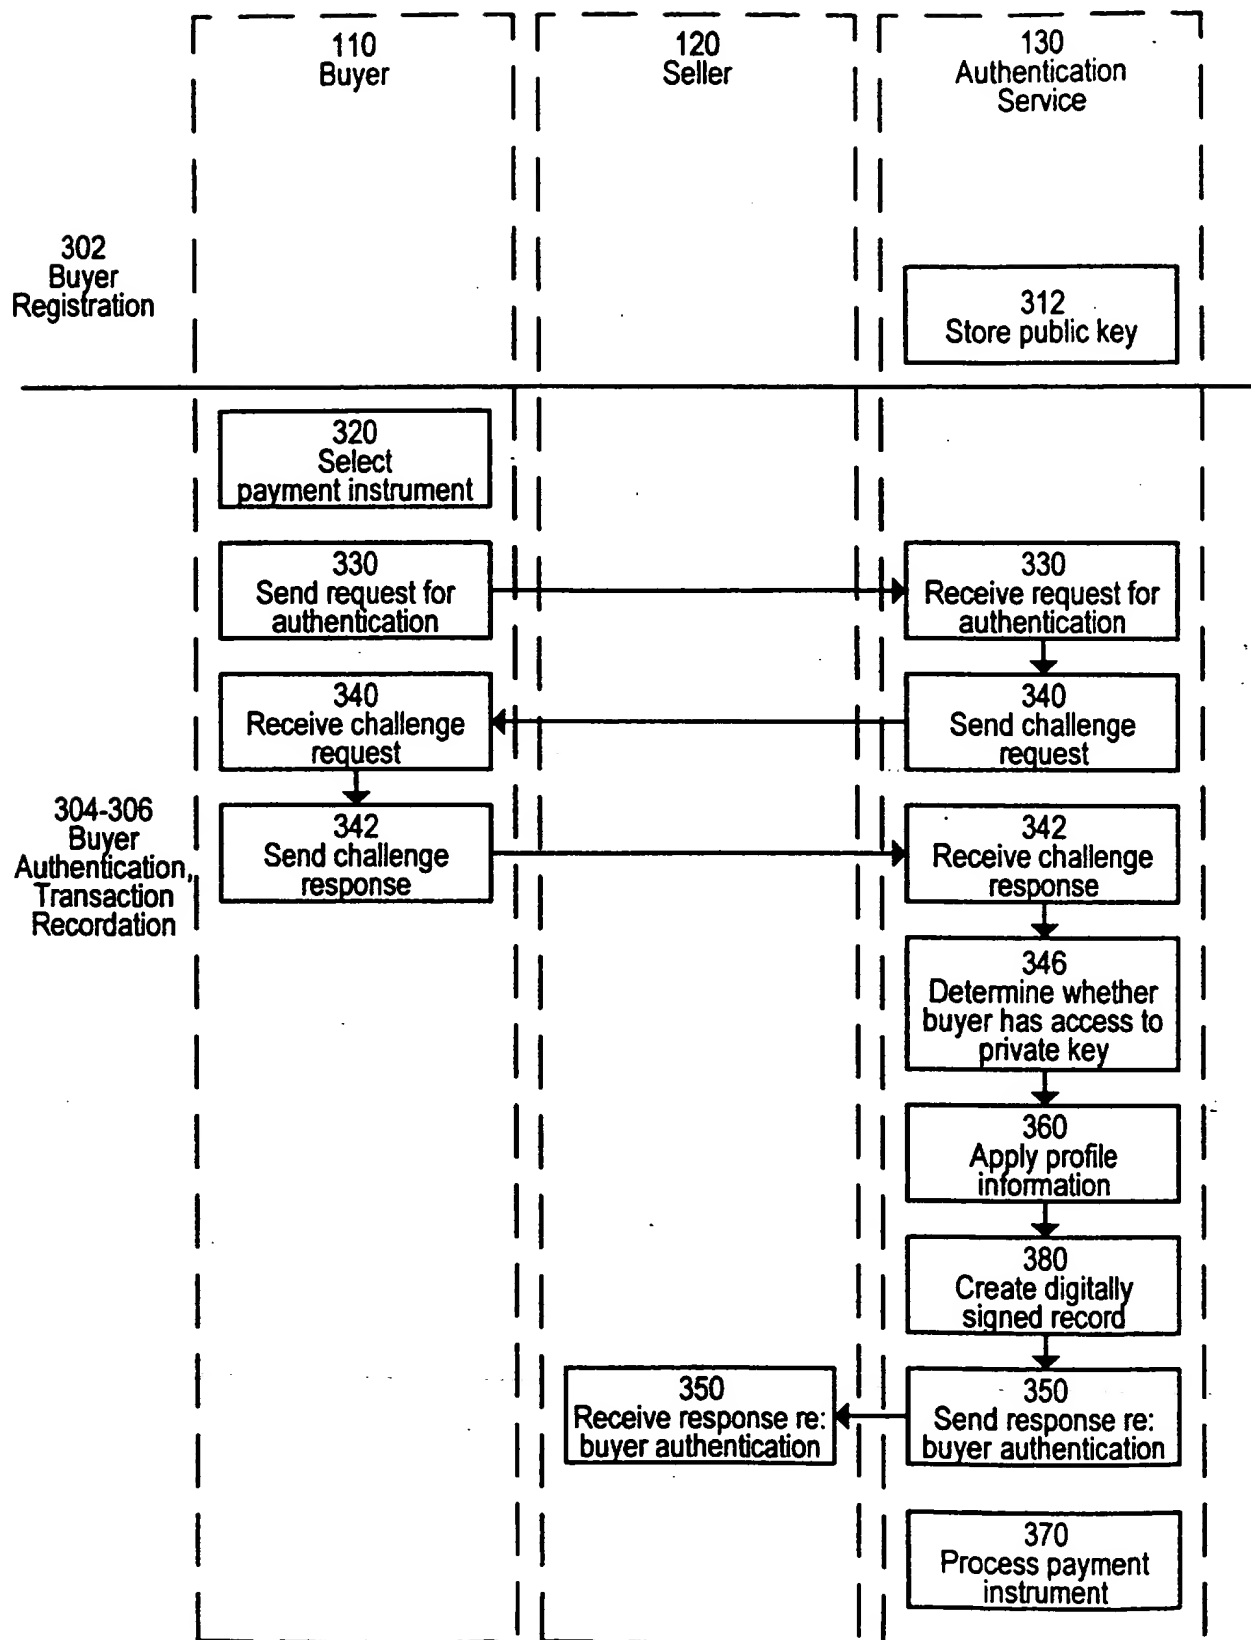 110
Buyer
120
Seller
130
Authentication
Service
302
Buyer
Registration
312
Store public key
320
Select
payment instrument
330
Send request for
authentication
330
Receive request for
authentication
340
Receive challenge
request
340
Send challenge
request
304-306
Buyer
Authentication,
Transaction
Recordation
342
Send challenge
response
342
Receive challenge
response
346
Determine whether
buyer has access to
private key
360
Apply profile
information
380
Create digitally
signed record
350
Receive response re:
buyer authentication
350
Send response re:
buyer authentication
370
Process payment
instrument